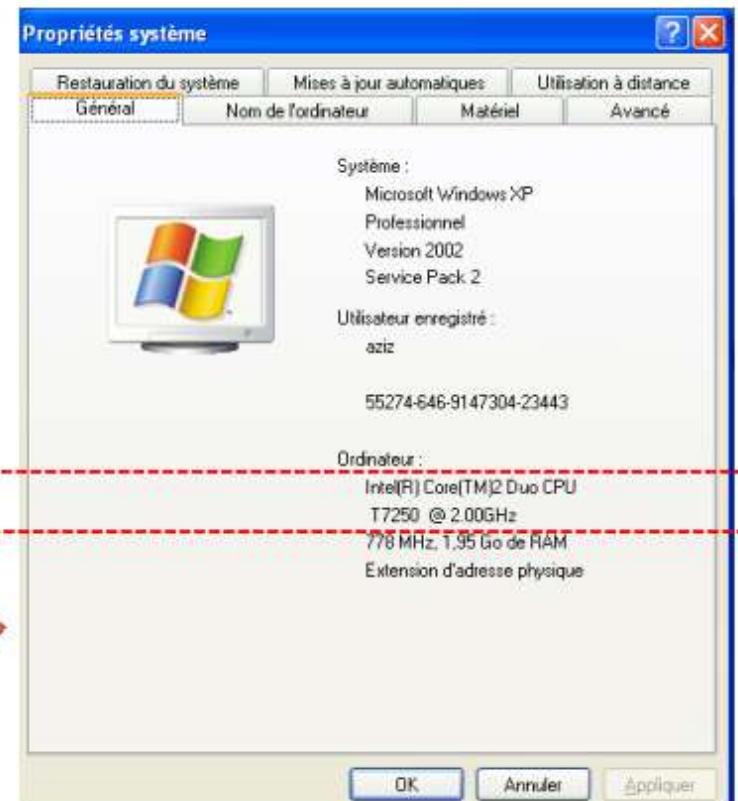 Propriétés système
Restauration du système Mises à jour automatiques Utilisation à distance
Général Nom de l'ordinateur Matériel Avancé
Système :
Microsoft Windows XP
Professionnel
Version 2002
Service Pack 2
Utilisateur enregistré :
aziz
55274-646-9147304-23443
Ordinateur :
Intel(R) Core(TM)2 Duo CPU
T7250 @ 2.00GHz
778 MHz, 1,95 Go de RAM
Extension d'adresse physique
OK Annuler Appliquer